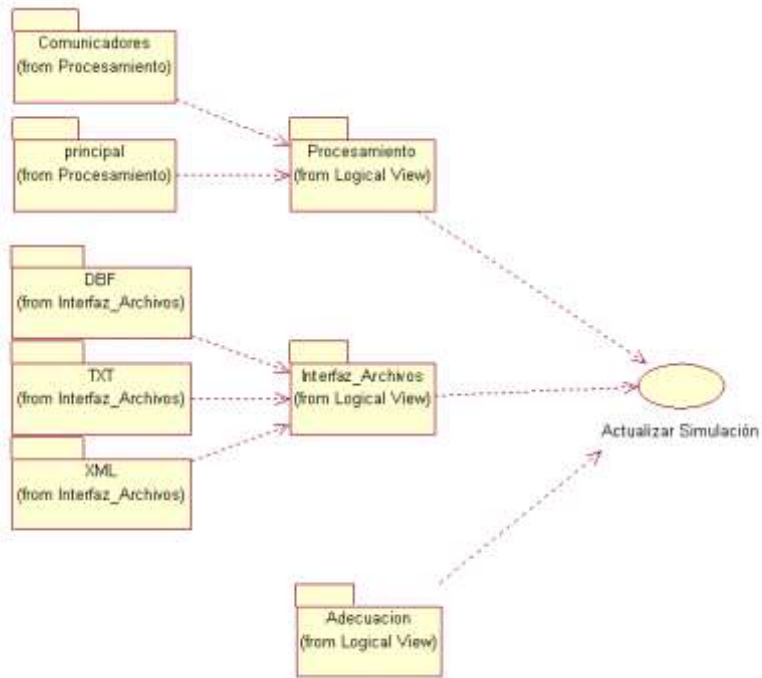 Comunicadores
(from Procesamiento)
principal
(from Procesamiento)
Procesamiento
(from Logical View)
DBF
(from Interfaz_Archivos)
TXT
(from Interfaz_Archivos)
XML
(from Interfaz_Archivos)
Interfaz_Archivos
(from Logical View)
Actualizar Simulación
Adecuacion
(from Logical View)